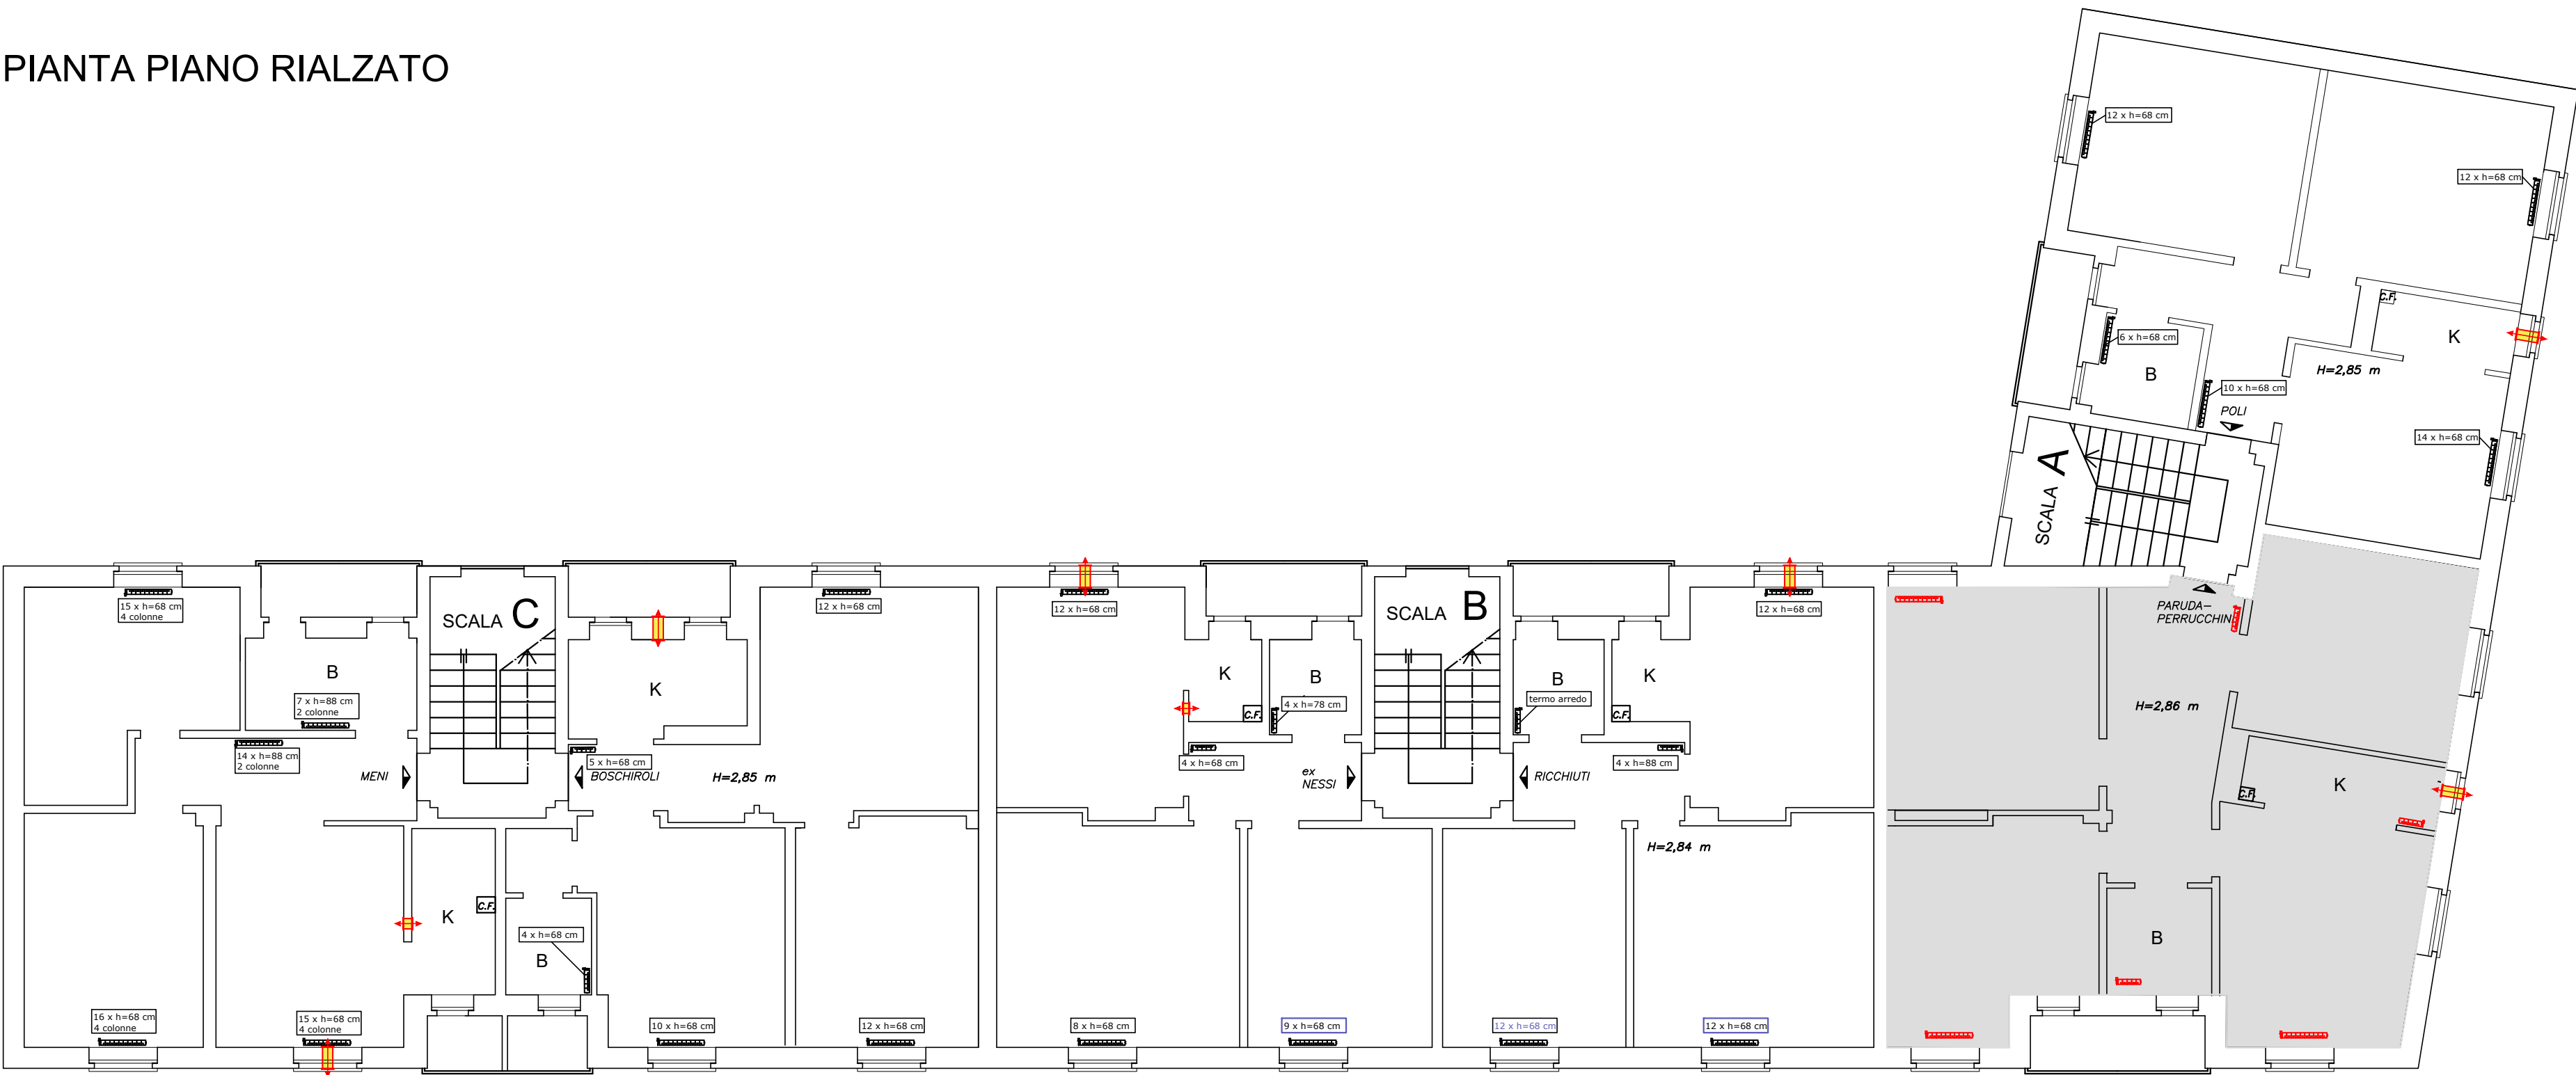 PIANTA PIANO RIALZATO
12 x h=68 cm
12 x h=68 cm
C.F.
K
6 x h=68 cm
B
H=2,85 m
10 x h=68 cm
POLI
14 x h=68 cm
SCALA A
15 x h=68 cm
4 colonne
SCALA C
12 x h=68 cm
12 x h=68 cm
SCALA B
12 x h=68 cm
PARUDA-
PERRUCCHIN
B
7 x h=88 cm
2 colonne
K
K
B
4 x h=78 cm
C.F.
B
termo arredo
K
C.F.
H=2,86 m
14 x h=88 cm
2 colonne
MENI
5 x h=68 cm
BOSCHIROLI
H=2,85 m
4 x h=68 cm
ex
NESSI
RICCHIUTI
4 x h=88 cm
C.F.
K
H=2,84 m
K
C.F.
4 x h=68 cm
B
B
16 x h=68 cm
4 colonne
15 x h=68 cm
4 colonne
10 x h=68 cm
12 x h=68 cm
8 x h=68 cm
9 x h=68 cm
12 x h=68 cm
12 x h=68 cm